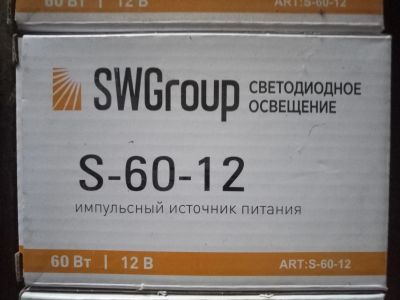 60 Вт | 12 В ART:S-60-12
SWGroup СВЕТОДИОДНОЕ
ОСВЕЩЕНИЕ
S-60-12
импульсный источник питания
60 Вт | 12 В ART:S-60-12